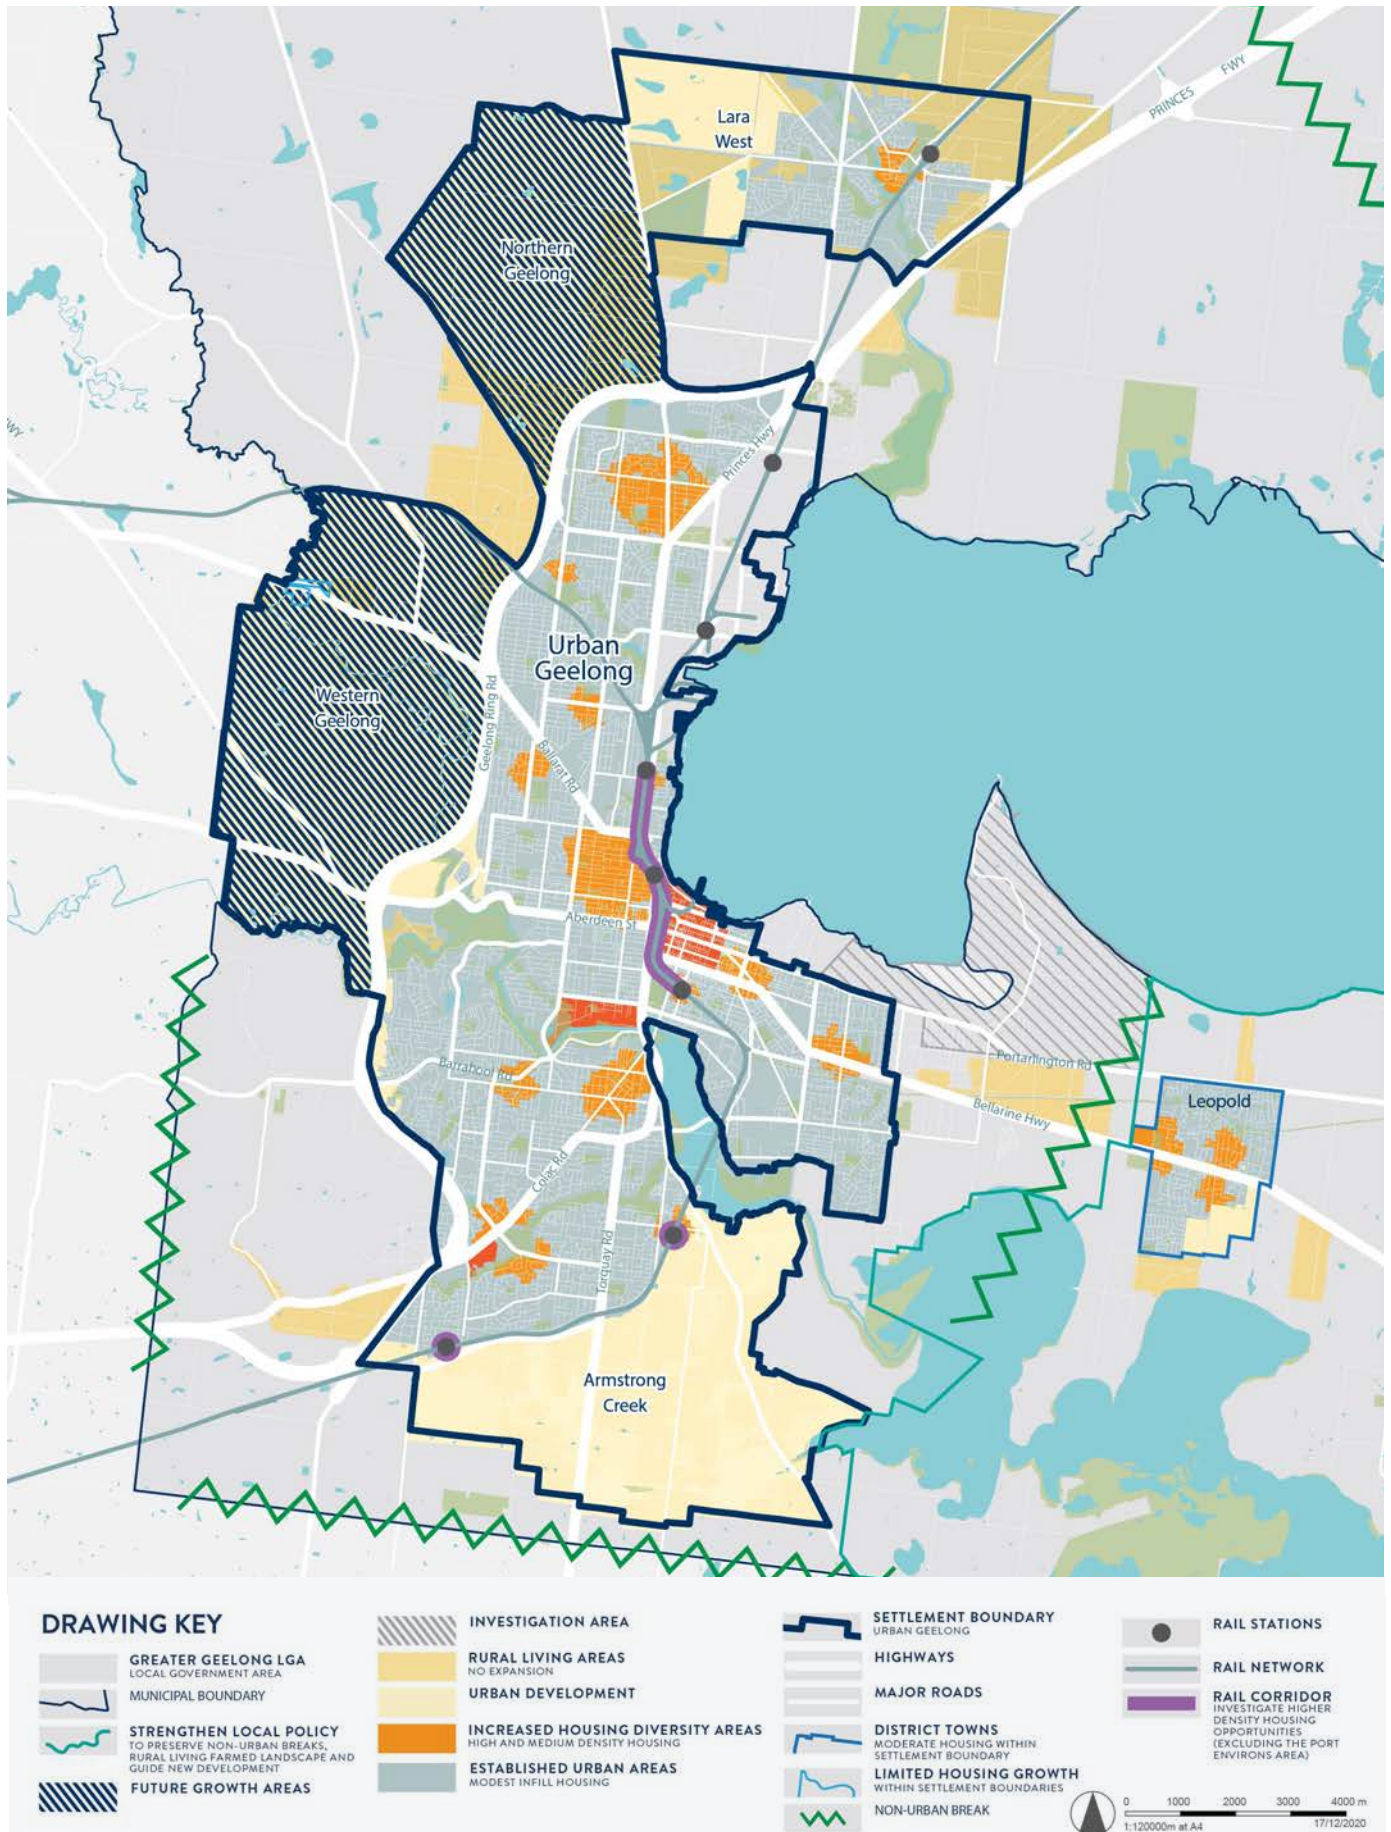 Lara
West
PRINCES
FWY
Northern
Geelong
WY
Princes Hwy
Urban
Geelong
Western
Geelong
Geelong Ring Rd
Ballarat Rd
Aberdeen St
Portarlington Rd
Barrabool Rd
Bellarine Hwy
Leopold
Colac Rd
Torquay Rd
Armstrong
Creek
DRAWING KEY
GREATER GEELONG LGA
LOCAL GOVERNMENT AREA
MUNICIPAL BOUNDARY
STRENGTHEN LOCAL POLICY
TO PRESERVE NON-URBAN BREAKS,
RURAL LIVING FARMED LANDSCAPE AND
GUIDE NEW DEVELOPMENT
FUTURE GROWTH AREAS
INVESTIGATION AREA
RURAL LIVING AREAS
NO EXPANSION
URBAN DEVELOPMENT
INCREASED HOUSING DIVERSITY AREAS
HIGH AND MEDIUM DENSITY HOUSING
ESTABLISHED URBAN AREAS
MODEST INFILL HOUSING
SETTLEMENT BOUNDARY
URBAN GEELONG
HIGHWAYS
MAJOR ROADS
DISTRICT TOWNS
MODERATE HOUSING WITHIN
SETTLEMENT BOUNDARY
LIMITED HOUSING GROWTH
WITHIN SETTLEMENT BOUNDARIES
NON-URBAN BREAK
RAIL STATIONS
RAIL NETWORK
RAIL CORRIDOR
INVESTIGATE HIGHER
DENSITY HOUSING
OPPORTUNITIES
(EXCLUDING THE PORT
ENVIRONS AREA)
0 1000 2000 3000 4000 m
1:120000m at A4 17/12/2020